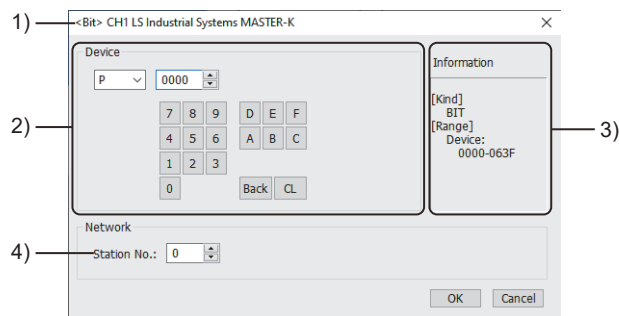 1)
<Bit> CH1 LS Industrial Systems MASTER-K
Device
P 0000
7 8 9 D E F
4 5 6 A B C
1 2 3
0 Back CL
2)
Information
[Kind]
BIT
[Range]
Device:
0000-063F
3)
Network
4)
Station No.: 0
OK Cancel